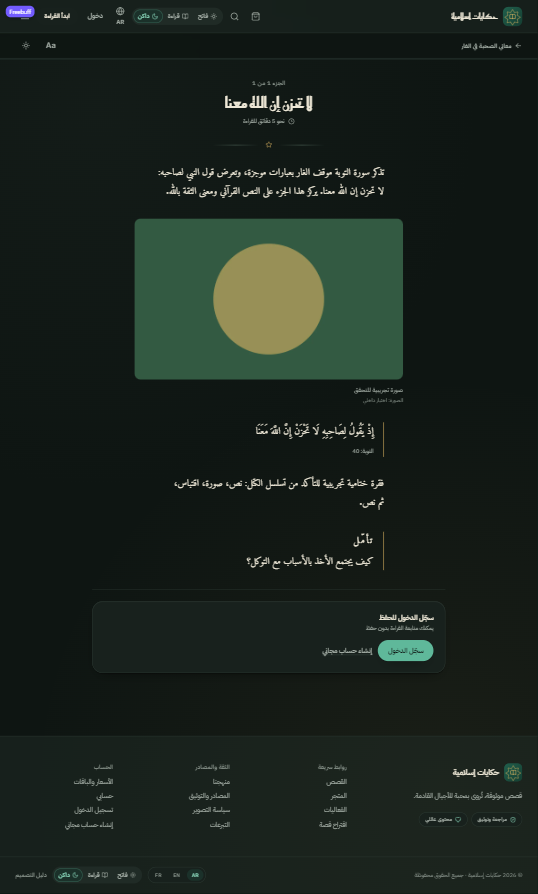 Freebuff
حكايات إسلامية
فاتح
قراءة
داكن
AR
دخول
ابدأ القراءة
← معاني الصحبة في الغار
Aa
الجزء 1 من 1
لا تحزن إن الله معنا
نحو 5 دقائق للقراءة
تذكر سورة التوبة موقف الغار بعبارات موجزة، وتعرض قول النبي لصاحبه:
لا تحزن إن الله معنا. يركز هذا الجزء على النص القرآني ومعنى الثقة بالله.
صورة تجريبية للتحقق
الصورة: اختبار داخلي
إِذْ يَقُولُ لِصَاحِبِهِ لَا تَحْزَنْ إِنَّ اللَّهَ مَعَنَا
التوبة: 40
فقرة ختامية تجريبية للتأكد من تسلسل الكتل: نص، صورة، اقتباس،
ثم نص.
تأمّل
كيف يجتمع الأخذ بالأسباب مع التوكل؟
سجّل الدخول للحفظ
يمكنك متابعة القراءة بدون حفظ
سجّل الدخول
إنشاء حساب مجاني
حكايات إسلامية
قصص موثوقة، تُروى بمحبة للأجيال القادمة.
مراجعة وتوثيق
محتوى عائلي
روابط سريعة
القصص
المتجر
الفعاليات
اقتراح قصة
الثقة والمصادر
منهجنا
المصادر والتوثيق
سياسة التصوير
التبرعات
الحساب
الأسعار والباقات
حسابي
تسجيل الدخول
إنشاء حساب مجاني
© 2026 حكايات إسلامية · جميع الحقوق محفوظة
AR
EN
FR
فاتح
قراءة
داكن
دليل التصميم